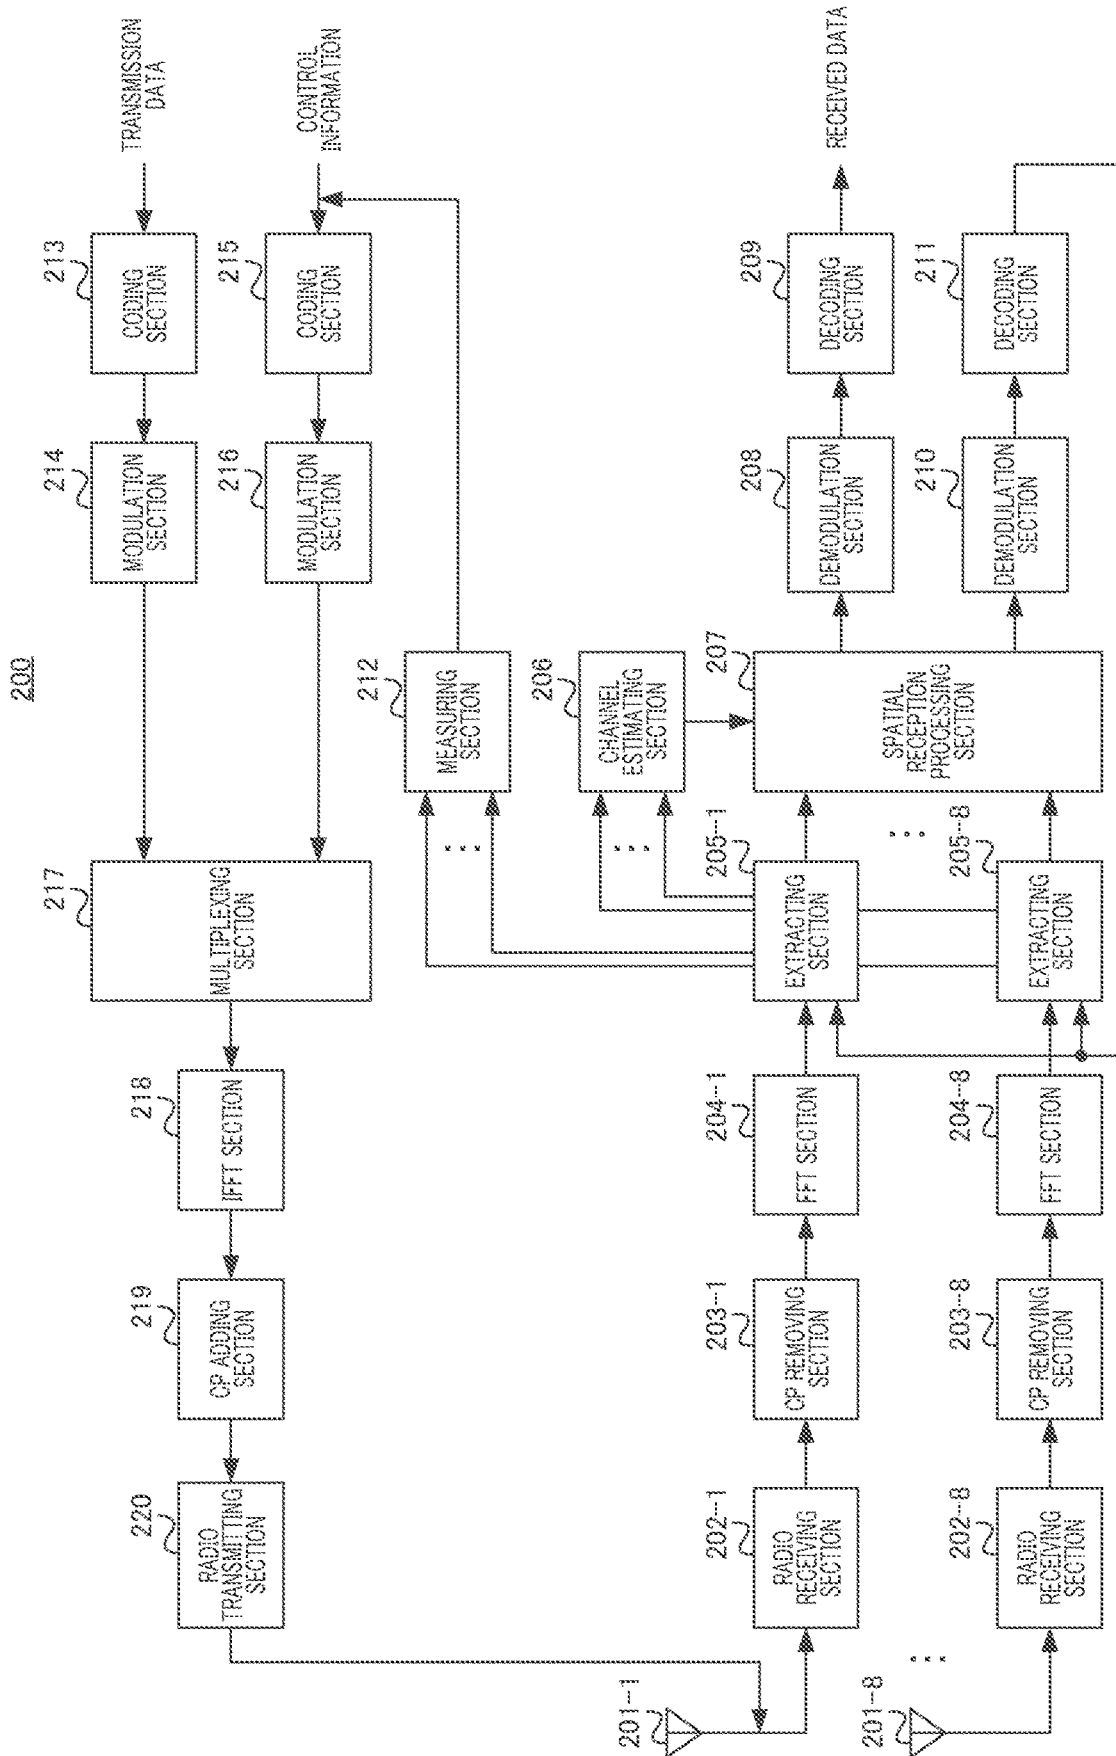 200
TRANSMISSION
DATA
213
CODING
SECTION
214
MODULATION
SECTION
CONTROL
INFORMATION
215
CODING
SECTION
216
MODULATION
SECTION
217
MULTIPLEXING
SECTION
218
IFFT SECTION
219
CP ADDING
SECTION
220
RADIO
TRANSMITTING
SECTION
212
MEASURING
SECTION
206
CHANNEL
ESTIMATING
SECTION
201-1
202-1
RADIO
RECEIVING
SECTION
203-1
CP REMOVING
SECTION
204-1
FFT SECTION
205-1
EXTRACTING
SECTION
207
SPATIAL
RECEPTION
PROCESSING
SECTION
208
DEMODULATION
SECTION
209
DECODING
SECTION
RECEIVED DATA
...
201-8
202-8
RADIO
RECEIVING
SECTION
203-8
CP REMOVING
SECTION
204-8
FFT SECTION
205-8
EXTRACTING
SECTION
210
DEMODULATION
SECTION
211
DECODING
SECTION